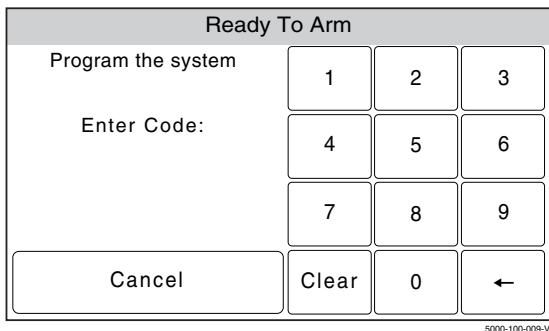 Ready To Arm
Program the system
Enter Code:
1 2 3
4 5 6
7 8 9
Cancel Clear 0 ←
5000-100-009-V